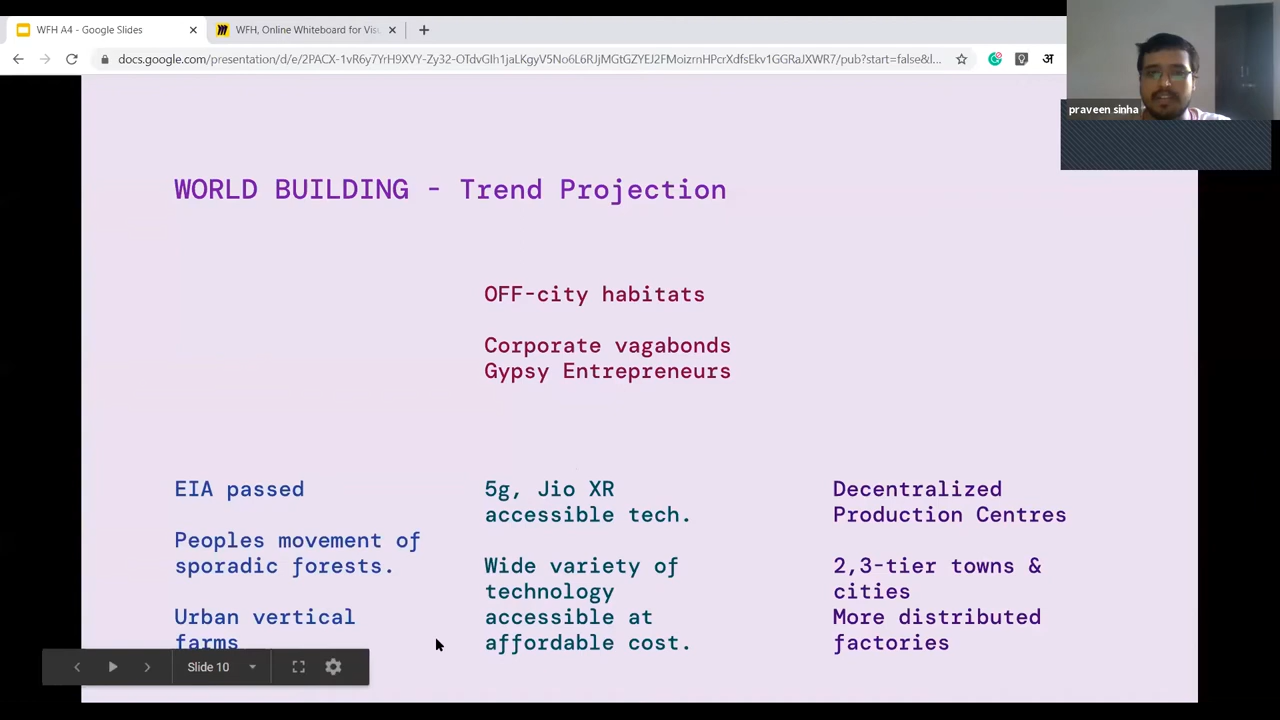 WFH A4 - Google Slides
WFH, Online Whiteboard for Vis
docs.google.com/presentation/d/e/2PACX-1vR6y7YrH9XVY-Zy32-OTdvGIh1jaLKgyV5No6L6RJjMGtGZYEJ2FMoizrnHPcrXdfsEkv1GGRaJXWR7/pub?start=false&l...
अ
praveen sinha
WORLD BUILDING - Trend Projection
OFF-city habitats
Corporate vagabonds
Gypsy Entrepreneurs
EIA passed
Peoples movement of
sporadic forests.
Urban vertical
farms
5g, Jio XR
accessible tech.
Wide variety of
technology
accessible at
affordable cost.
Decentralized
Production Centres
2,3-tier towns &
cities
More distributed
factories
Slide 10